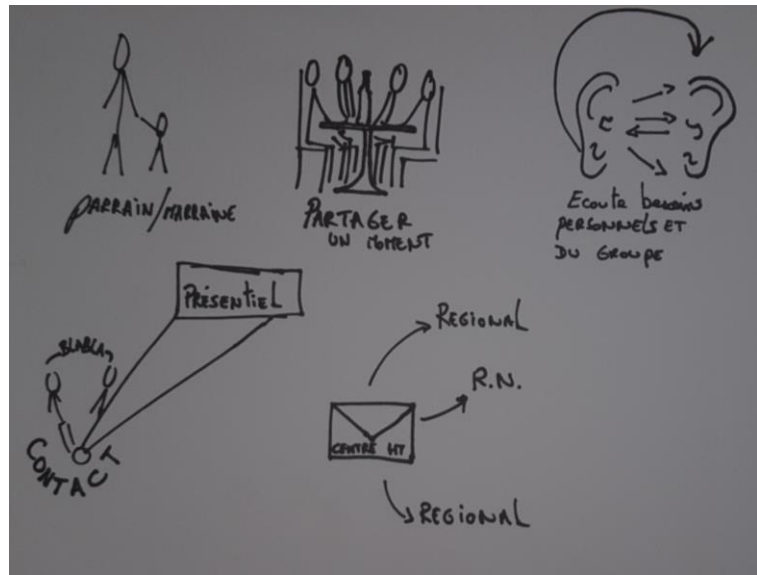 PARRAIN/MARRAINE
PARTAGER
UN MOMENT
Ecoute besoins
PERSONNELS ET
DU GROUPE
PRÉSENTIEL
BLABLA
CONTACT
REGIONAL
R.N.
CENTRE HT
REGIONAL